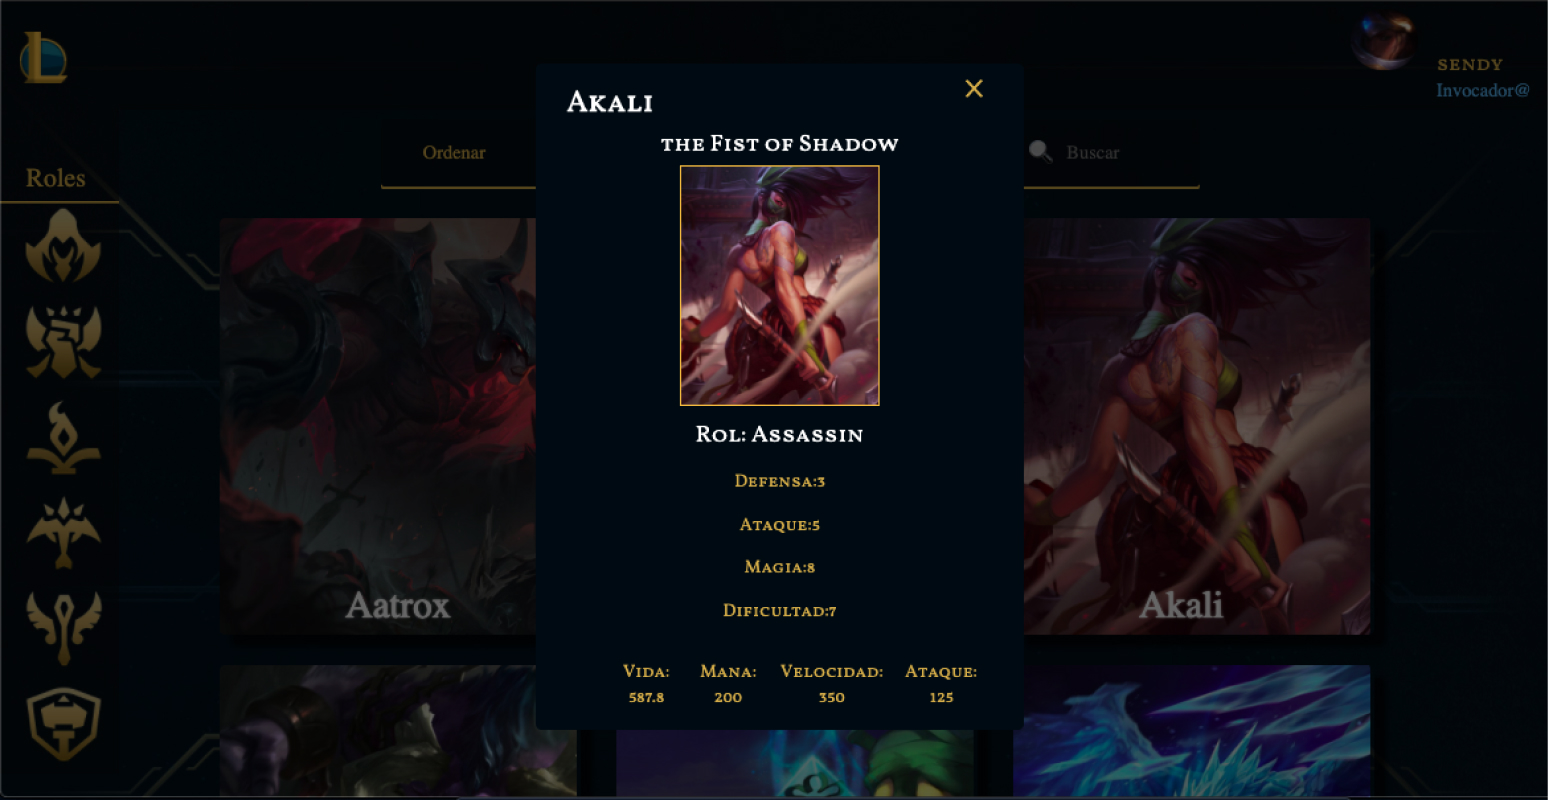 SENDY
Invocador@
Ordenar
Buscar
Roles
Aatrox
Akali
Akali
the Fist of Shadow
Rol: Assassin
Defensa:3
Ataque:5
Magia:8
Dificultad:7
Vida: Mana: Velocidad: Ataque:
587.8 200 350 125